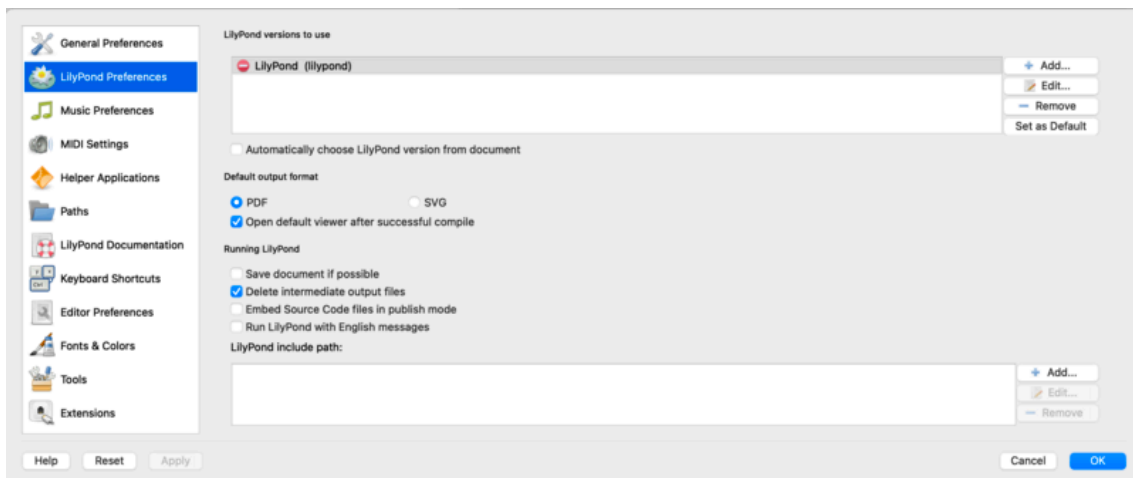 General Preferences
LilyPond Preferences
Music Preferences
MIDI Settings
Helper Applications
Paths
LilyPond Documentation
Keyboard Shortcuts
Editor Preferences
Fonts & Colors
Tools
Extensions
LilyPond versions to use
LilyPond (lilypond)
Add...
Edit...
Remove
Set as Default
Automatically choose LilyPond version from document
Default output format
PDF SVG
Open default viewer after successful compile
Running LilyPond
Save document if possible
Delete intermediate output files
Embed Source Code files in publish mode
Run LilyPond with English messages
LilyPond include path:
Add...
Edit...
Remove
Help Reset Apply Cancel OK